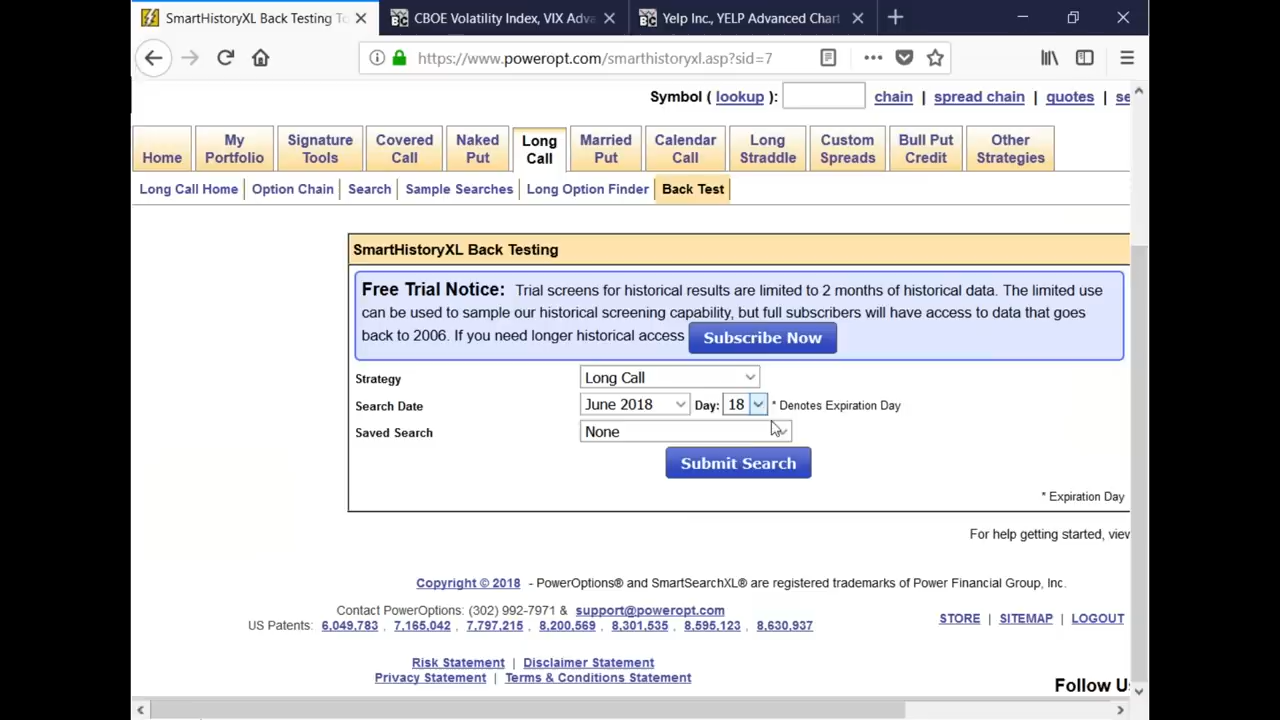 SmartHistoryXL Back Testing To
CBOE Volatility Index, VIX Adva
Yelp Inc., YELP Advanced Chart
https://www.poweropt.com/smarthistoryxl.asp?sid=7
Symbol ( lookup ): chain | spread chain | quotes | se
Home
My Portfolio
Signature Tools
Covered Call
Naked Put
Long Call
Married Put
Calendar Call
Long Straddle
Custom Spreads
Bull Put Credit
Other Strategies
Long Call Home | Option Chain | Search | Sample Searches | Long Option Finder | Back Test
SmartHistoryXL Back Testing
Free Trial Notice: Trial screens for historical results are limited to 2 months of historical data. The limited use
can be used to sample our historical screening capability, but full subscribers will have access to data that goes
back to 2006. If you need longer historical access Subscribe Now
Strategy Long Call
Search Date June 2018 Day: 18 * Denotes Expiration Day
Saved Search None
Submit Search
* Expiration Day
For help getting started, view
Copyright © 2018 - PowerOptions® and SmartSearchXL® are registered trademarks of Power Financial Group, Inc.
Contact PowerOptions: (302) 992-7971 & support@poweropt.com
US Patents: 6,049,783 , 7,165,042 , 7,797,215 , 8,200,569 , 8,301,535 , 8,595,123 , 8,630,937
STORE | SITEMAP | LOGOUT
Risk Statement | Disclaimer Statement
Privacy Statement | Terms & Conditions Statement
Follow U